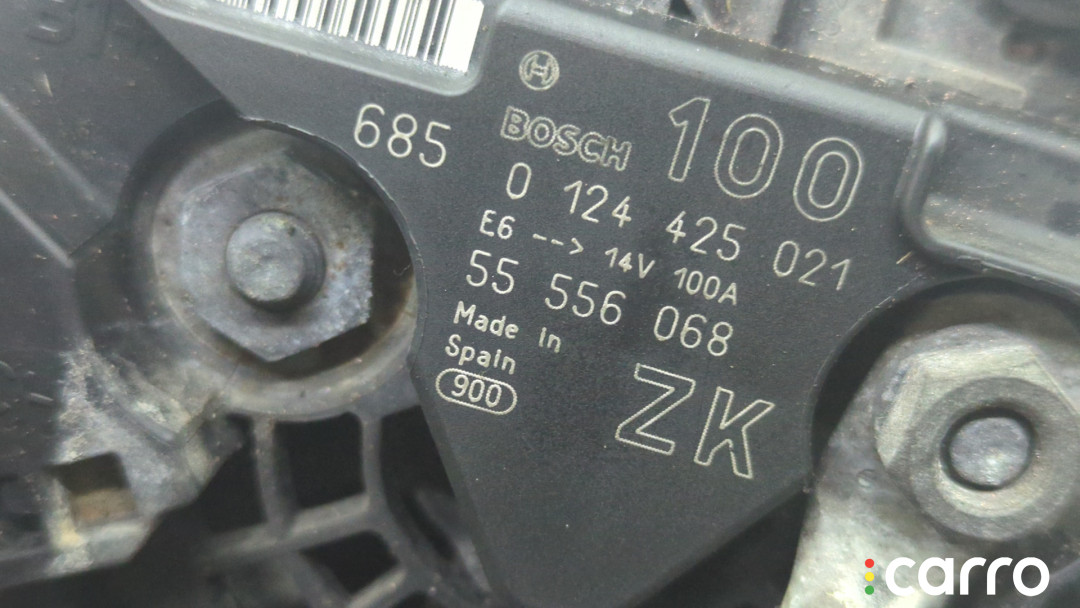 685
BOSCH 100
0 124 425 021
E6 --> 14V 100A
55 556 068
Made in
Spain
900
ZK
carro